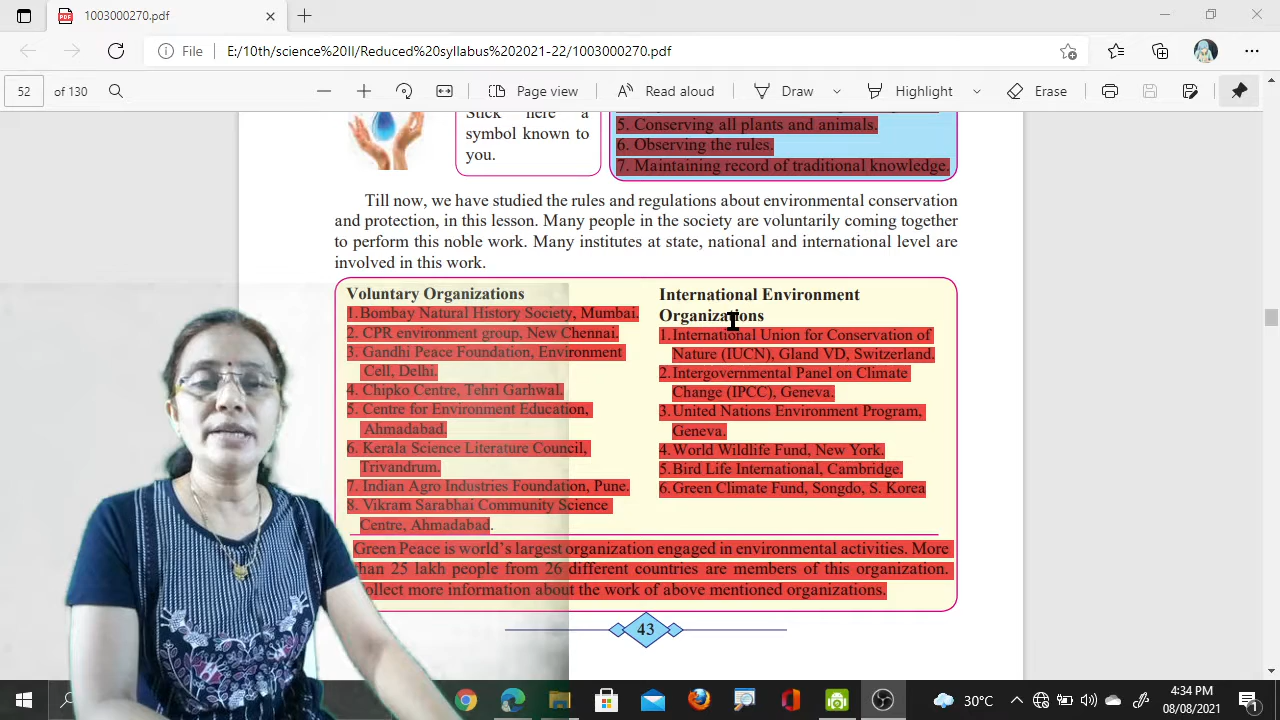 1003000270.pdf
File
E:/10th/science%20II/Reduced%20syllabus%202021-22/1003000270.pdf
52 of 130
Page view
Read aloud
Draw
Highlight
Erase
Stick here a
symbol known to
you.
5. Conserving all plants and animals.
6. Observing the rules.
7. Maintaining record of traditional knowledge.
Till now, we have studied the rules and regulations about environmental conservation
and protection, in this lesson. Many people in the society are voluntarily coming together
to perform this noble work. Many institutes at state, national and international level are
involved in this work.
Voluntary Organizations
1.Bombay Natural History Society, Mumbai.
2. CPR environment group, New Chennai
3. Gandhi Peace Foundation, Environment
Cell, Delhi.
4. Chipko Centre, Tehri Garhwal.
5. Centre for Environment Education,
Ahmadabad.
6. Kerala Science Literature Council,
Trivandrum.
7. Indian Agro Industries Foundation, Pune.
8. Vikram Sarabhai Community Science
Centre, Ahmadabad.
International Environment
Organizations
1.International Union for Conservation of
Nature (IUCN), Gland VD, Switzerland.
2.Intergovernmental Panel on Climate
Change (IPCC), Geneva.
3.United Nations Environment Program,
Geneva.
4.World Wildlife Fund, New York.
5.Bird Life International, Cambridge.
6.Green Climate Fund, Songdo, S. Korea
Green Peace is world's largest organization engaged in environmental activities. More
than 25 lakh people from 26 different countries are members of this organization.
ollect more information about the work of above mentioned organizations.
43
30°C
4:34 PM
08/08/2021
1